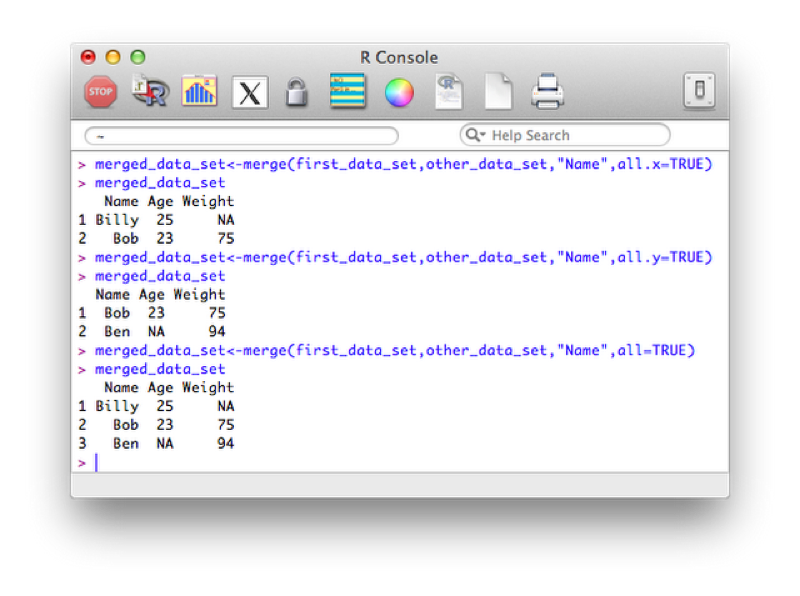 R Console
STOP
~
Help Search
> merged_data_set<-merge(first_data_set,other_data_set,"Name",all.x=TRUE)
> merged_data_set
Name Age Weight
1 Billy 25 NA
2 Bob 23 75
> merged_data_set<-merge(first_data_set,other_data_set,"Name",all.y=TRUE)
> merged_data_set
Name Age Weight
1 Bob 23 75
2 Ben NA 94
> merged_data_set<-merge(first_data_set,other_data_set,"Name",all=TRUE)
> merged_data_set
Name Age Weight
1 Billy 25 NA
2 Bob 23 75
3 Ben NA 94
>